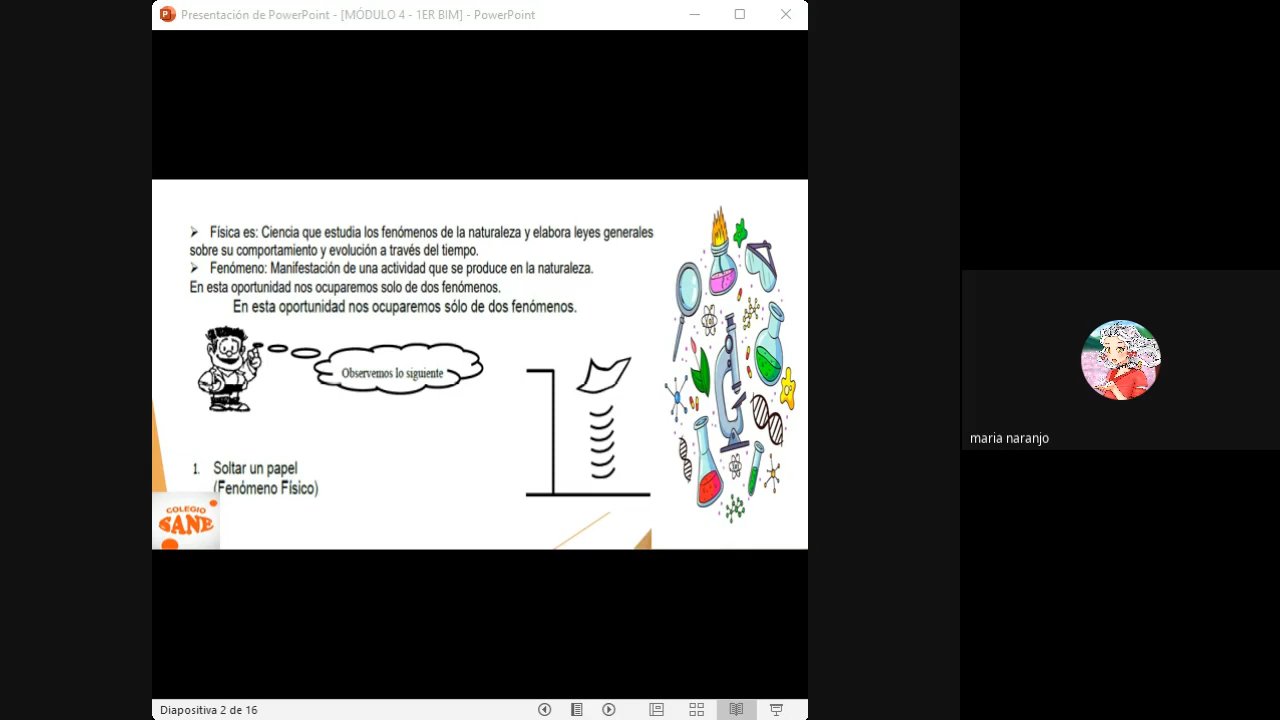 Presentación de PowerPoint - [MÓDULO 4 - 1ER BIM] - PowerPoint
➢ Física es: Ciencia que estudia los fenómenos de la naturaleza y elabora leyes generales
sobre su comportamiento y evolución a través del tiempo.
➢ Fenómeno: Manifestación de una actividad que se produce en la naturaleza.
En esta oportunidad nos ocuparemos solo de dos fenómenos.
En esta oportunidad nos ocuparemos sólo de dos fenómenos.
Observemos lo siguiente
1. Soltar un papel
(Fenómeno Físico)
COLEGIO
SANE
maria naranjo
Diapositiva 2 de 16